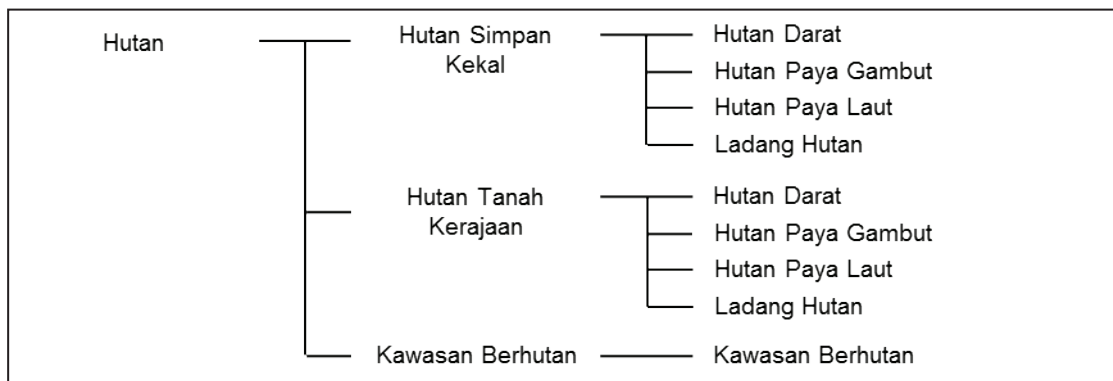 Hutan
Hutan Simpan
Kekal
Hutan Darat
Hutan Paya Gambut
Hutan Paya Laut
Ladang Hutan
Hutan Tanah
Kerajaan
Hutan Darat
Hutan Paya Gambut
Hutan Paya Laut
Ladang Hutan
Kawasan Berhutan
Kawasan Berhutan